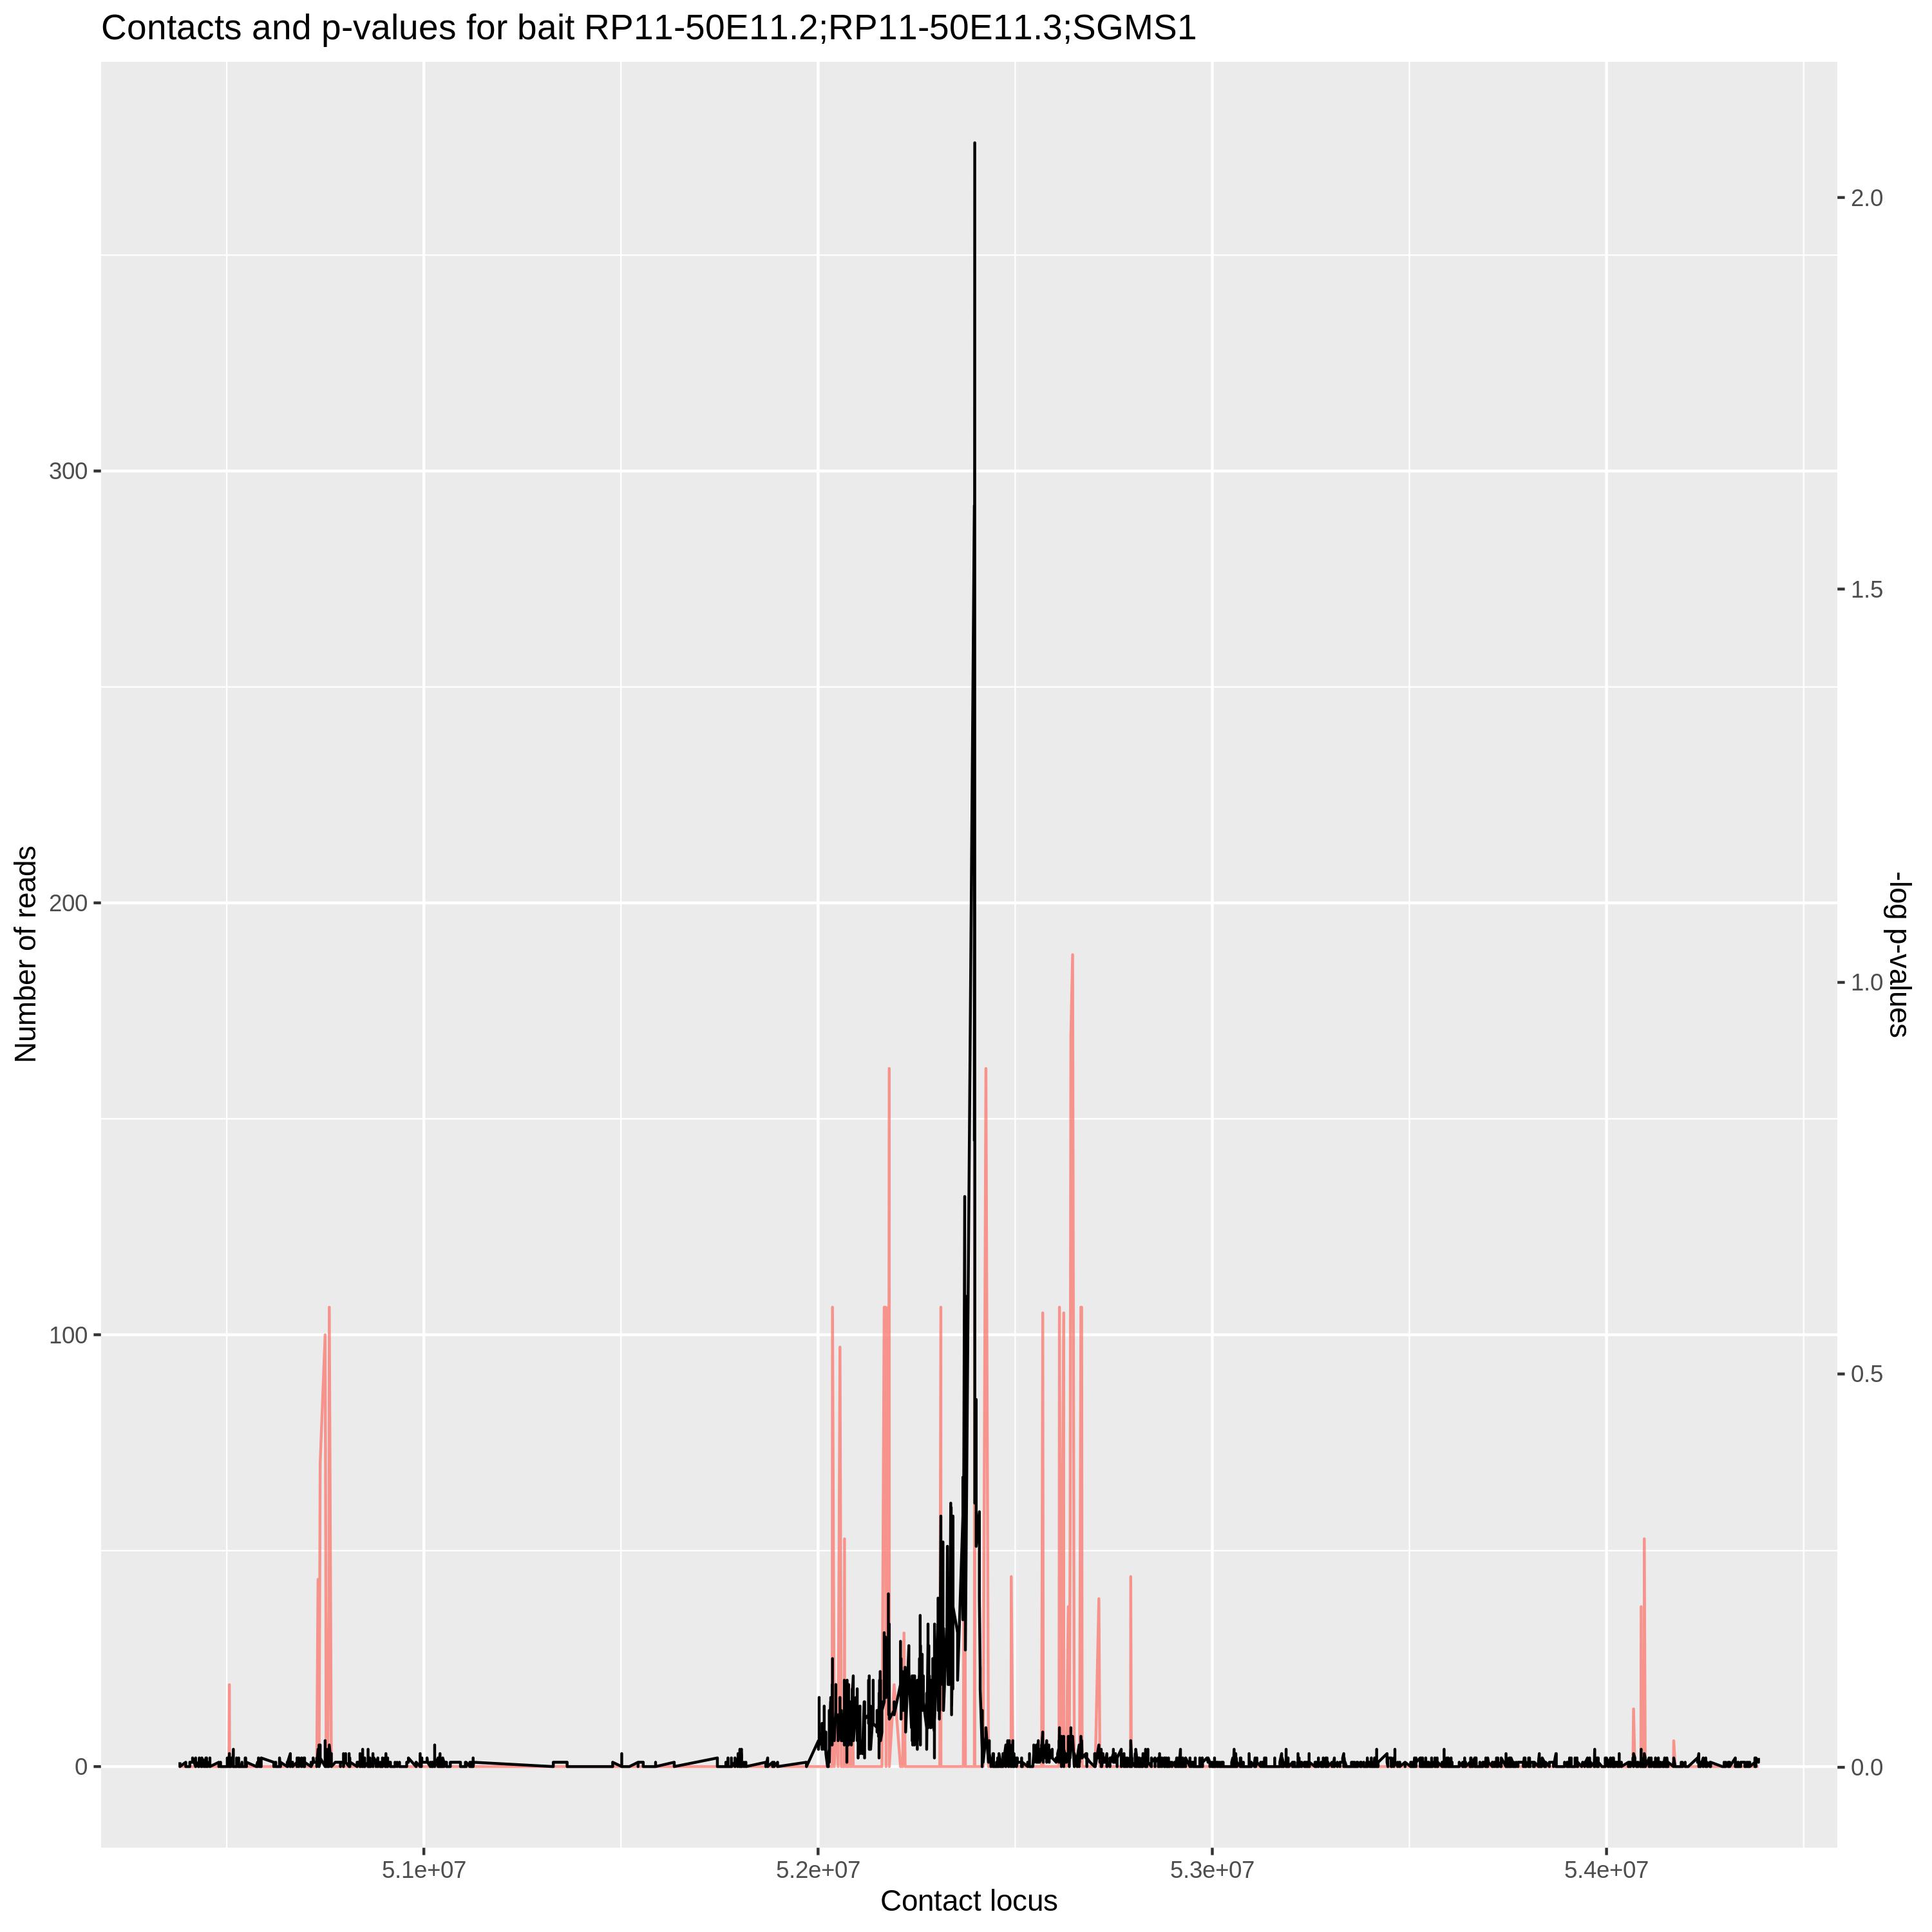 Contacts and p-values for bait RP11-50E11.2;RP11-50E11.3;SGMS1
Number of reads
300
200
100
0
2.0
1.5
1.0
0.5
0.0
-log p-values
5.1e+07 5.2e+07 5.3e+07 5.4e+07
Contact locus